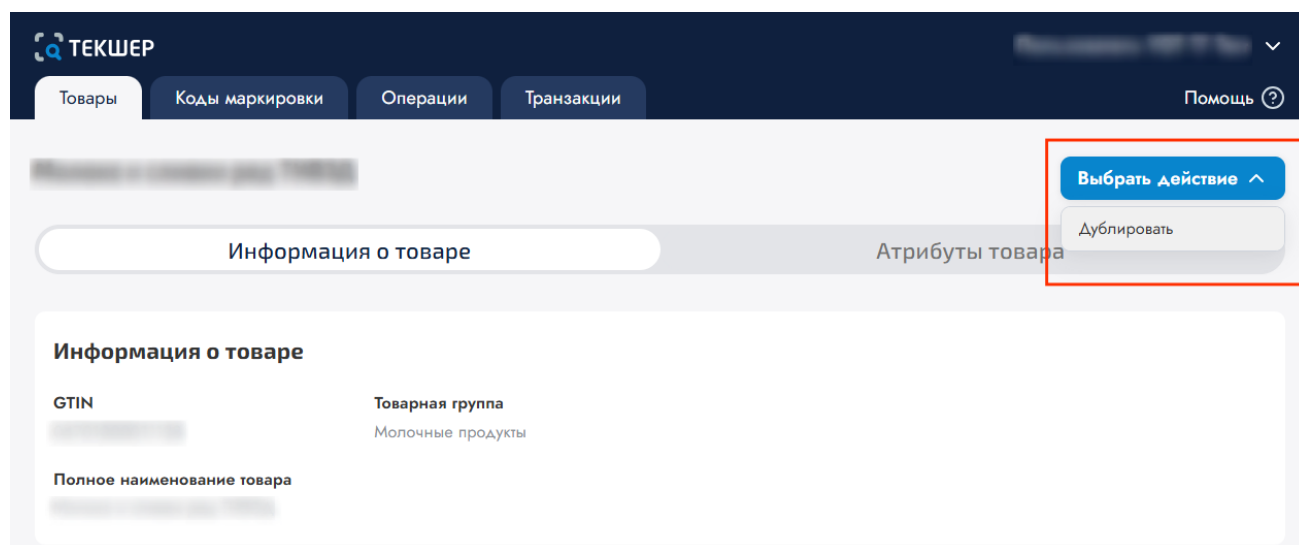 ТЕКШЕР
Товары Коды маркировки Операции Транзакции Помощь ?
Выбрать действие
Дублировать
Информация о товаре Атрибуты товара
Информация о товаре
GTIN Товарная группа
Молочные продукты
Полное наименование товара